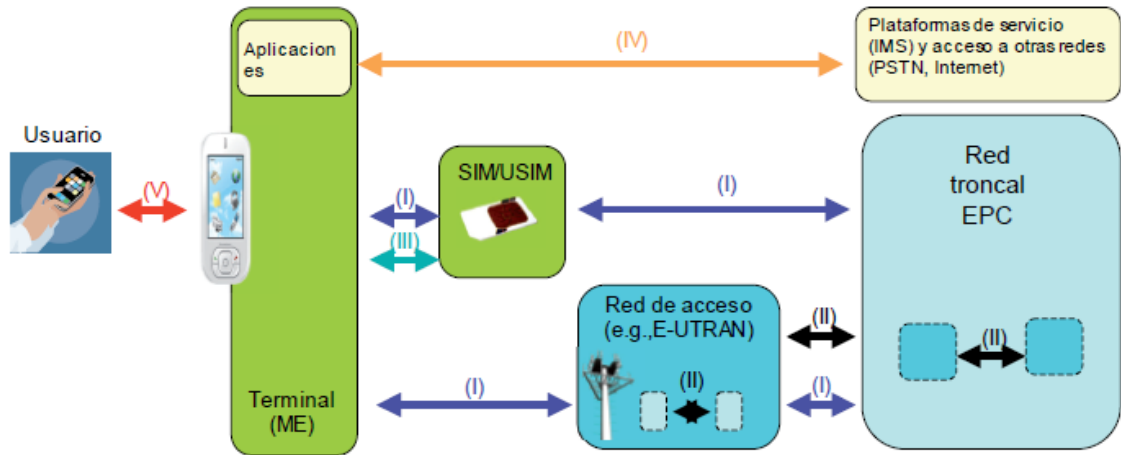 Aplicacion
es
(IV)
Plataformas de servicio
(IMS) y acceso a otras redes
(PSTN, Internet)
Usuario
(V)
SIM/USIM
(I)
(III)
(I)
Red
troncal
EPC
Red de acceso
(e.g.,E-UTRAN)
(II)
(II)
(II)
(I)
(I)
Terminal
(ME)